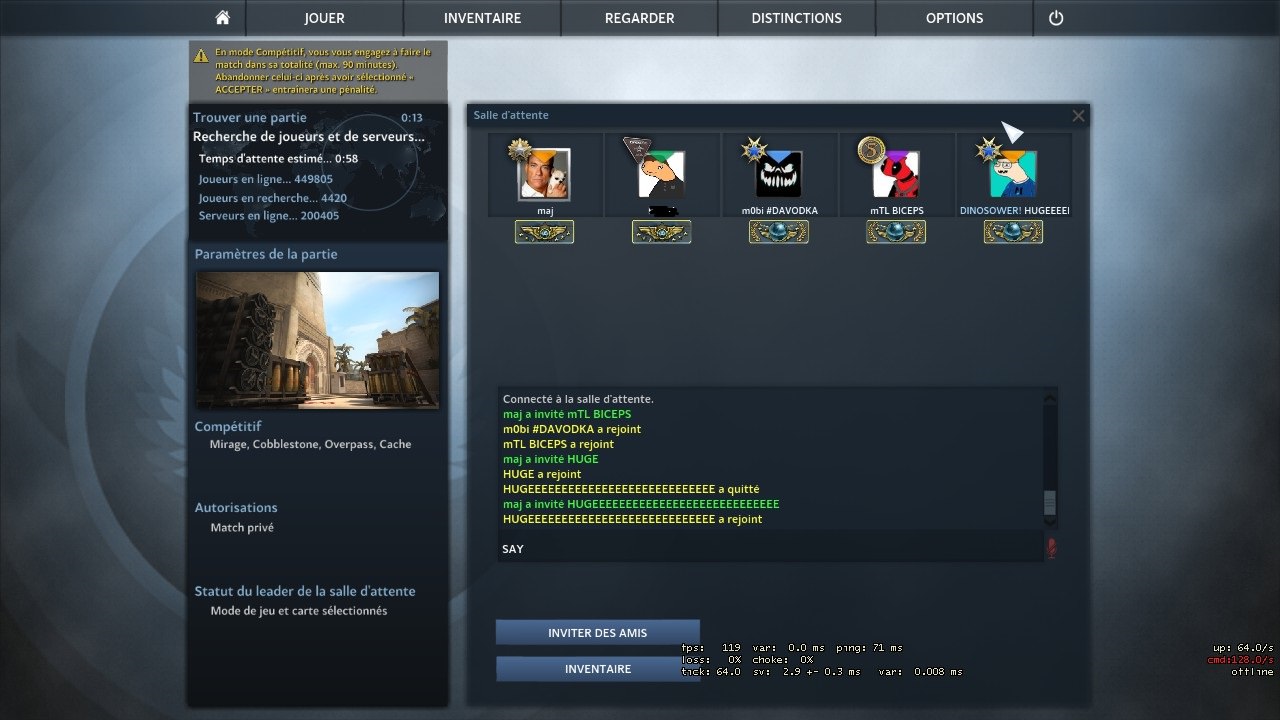 JOUER INVENTAIRE REGARDER DISTINCTIONS OPTIONS
En mode Compétitif, vous vous engagez à faire le
match dans sa totalité (max. 90 minutes).
Abandonner celui-ci après avoir sélectionné «
ACCEPTER » entraînera une pénalité.
Trouver une partie 0:13
Recherche de joueurs et de serveurs...
Temps d'attente estimé... 0:58
Joueurs en ligne... 449805
Joueurs en recherche... 4420
Serveurs en ligne... 200405
Paramètres de la partie
Compétitif
Mirage, Cobblestone, Overpass, Cache
Autorisations
Match privé
Statut du leader de la salle d'attente
Mode de jeu et carte sélectionnés
Salle d'attente
5
maj m0bi #DAVODKA mTL BICEPS DINOSOWER! HUGEEEEI
Connecté à la salle d'attente.
maj a invité mTL BICEPS
m0bi #DAVODKA a rejoint
mTL BICEPS a rejoint
maj a invité HUGE
HUGE a rejoint
HUGEEEEEEEEEEEEEEEEEEEEEEEEEEEE a quitté
maj a invité HUGEEEEEEEEEEEEEEEEEEEEEEEEEEEE
HUGEEEEEEEEEEEEEEEEEEEEEEEEEEEE a rejoint
SAY
INVITER DES AMIS
INVENTAIRE
fps: 119 var: 0.0 ms ping: 71 ms
loss: 0% choke: 0%
tick: 64.0 sv: 2.9 +- 0.3 ms var: 0.008 ms
up: 64.0/s
cmd:128.0/s
offline